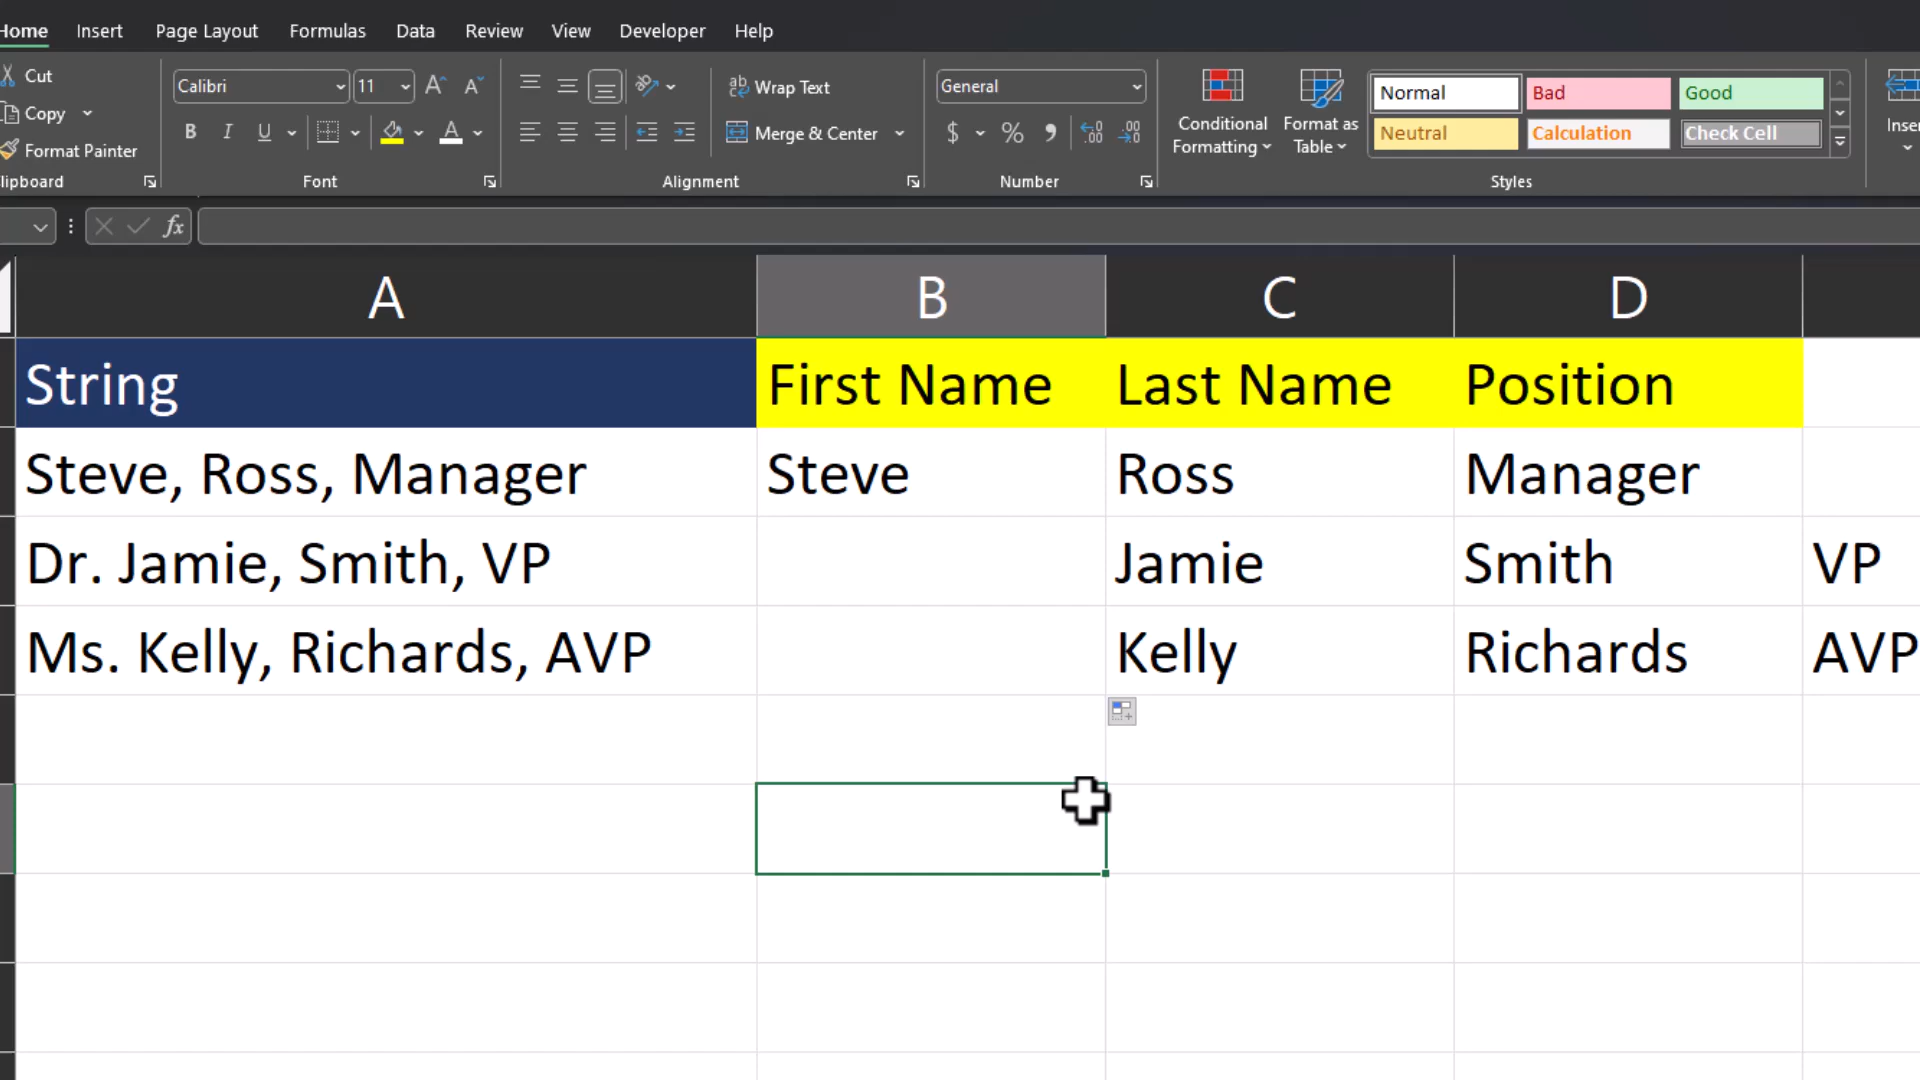 Home Insert Page Layout Formulas Data Review View Developer Help
Cut
Copy
Format Painter
lipboard
Calibri 11
B I U
Font
Wrap Text
Merge & Center
Alignment
General
$ % 9
Number
Conditional Formatting
Format as Table
Normal Bad Good
Neutral Calculation Check Cell
Styles
Inser
fx
A B C D
String First Name Last Name Position
Steve, Ross, Manager Steve Ross Manager
Dr. Jamie, Smith, VP Jamie Smith VP
Ms. Kelly, Richards, AVP Kelly Richards AVP